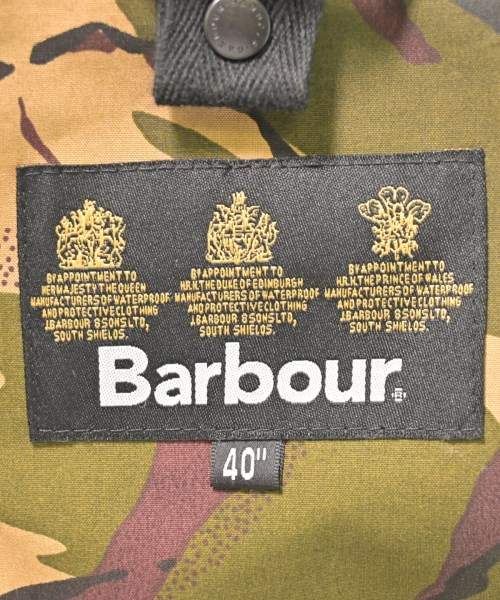 BY APPOINTMENT TO
HER MAJESTY THE QUEEN
MANUFACTURERS OF WATERPROOF
AND PROTECTIVE CLOTHING
J.BARBOUR & SONS LTD,
SOUTH SHIELDS.
BY APPOINTMENT TO
H.R.H. THE DUKE OF EDINBURGH
MANUFACTURERS OF WATERPROOF
AND PROTECTIVE CLOTHING
J.BARBOUR & SONS LTD,
SOUTH SHIELDS.
BY APPOINTMENT TO
H.R.H. THE PRINCE OF WALES
MANUFACTURERS OF WATERPROOF
AND PROTECTIVE CLOTHING
J.BARBOUR & SONS LTD,
SOUTH SHIELDS.
Barbour®
40"